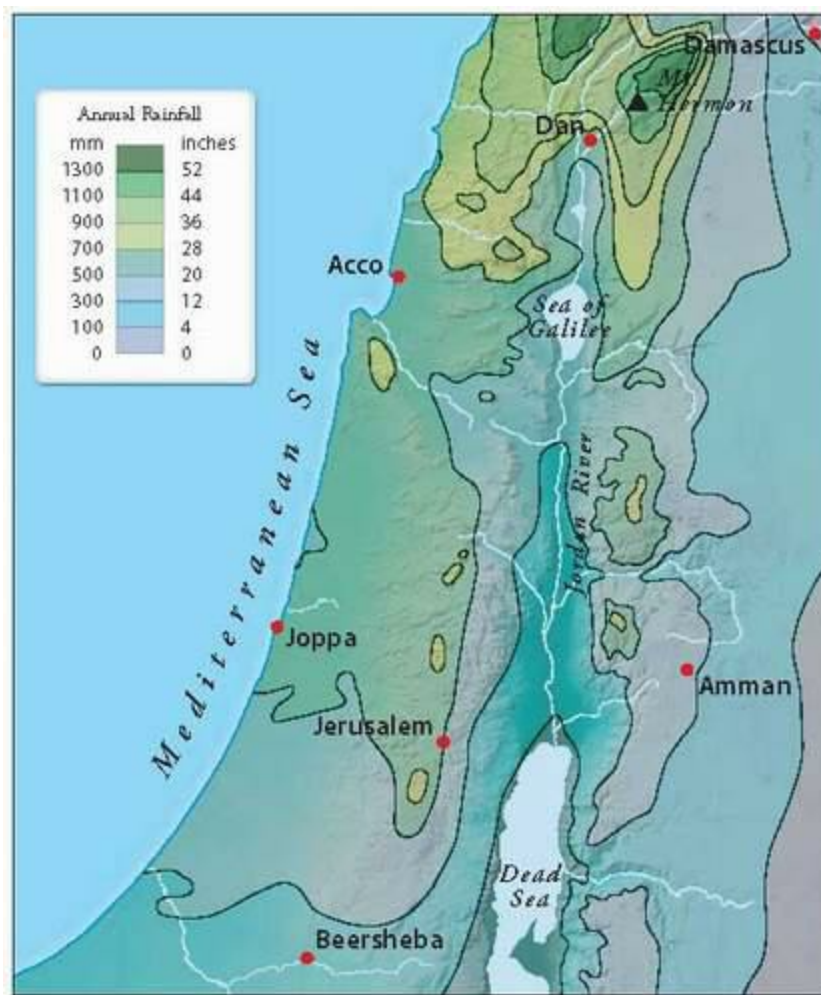 Damascus
Mt
Hermon
Dan
Annual Rainfall
mm inches
1300 52
1100 44
900 36
700 28
500 20
300 12
100 4
0 0
Acco
Sea of
Galilee
Mediterranean Sea
Jordan River
Joppa
Amman
Jerusalem
Dead
Sea
Beersheba